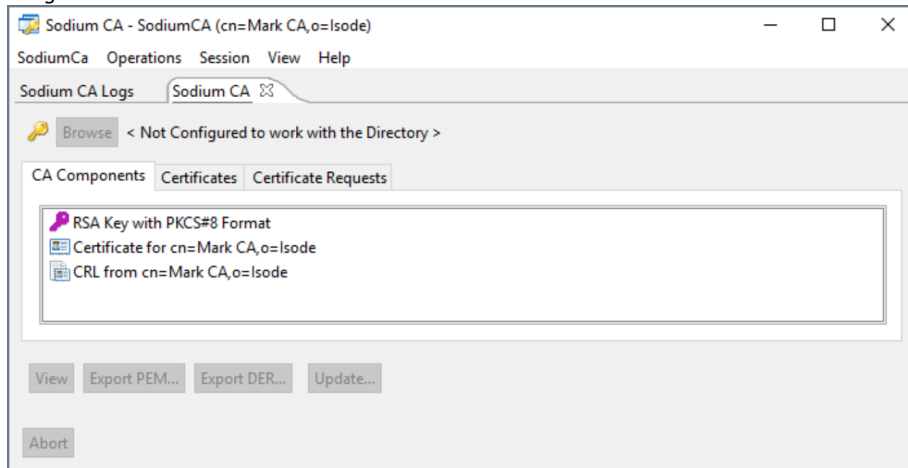 Sodium CA - SodiumCA (cn=Mark CA,o=Isode)
SodiumCa Operations Session View Help
Sodium CA Logs Sodium CA
Browse < Not Configured to work with the Directory >
CA Components Certificates Certificate Requests
RSA Key with PKCS#8 Format
Certificate for cn=Mark CA,o=Isode
CRL from cn=Mark CA,o=Isode
View Export PEM... Export DER... Update...
Abort